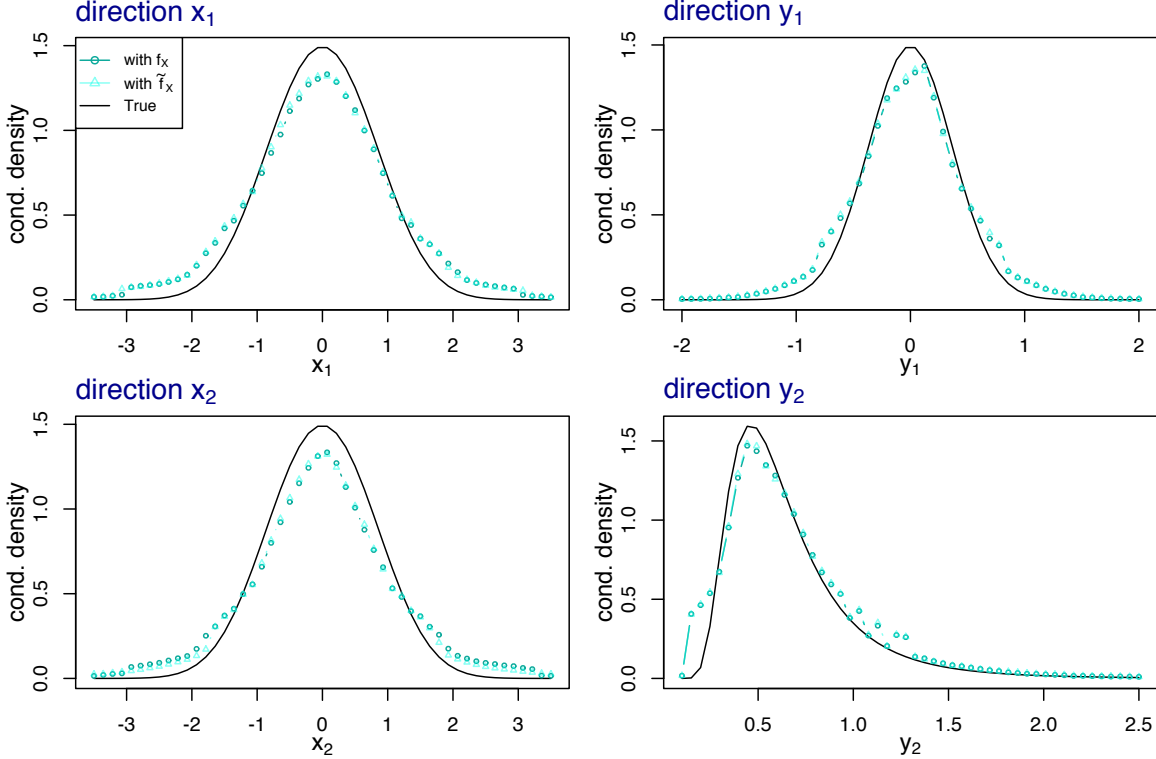 direction x₁
cond. density
1.5
1.0
0.5
0.0
with f_X
with f̃_X
True
-3 -2 -1 0 1 2 3
x₁
direction y₁
cond. density
1.5
1.0
0.5
0.0
-2 -1 0 1 2
y₁
direction x₂
cond. density
1.5
1.0
0.5
0.0
-3 -2 -1 0 1 2 3
x₂
direction y₂
cond. density
1.5
1.0
0.5
0.0
0.5 1.0 1.5 2.0 2.5
y₂